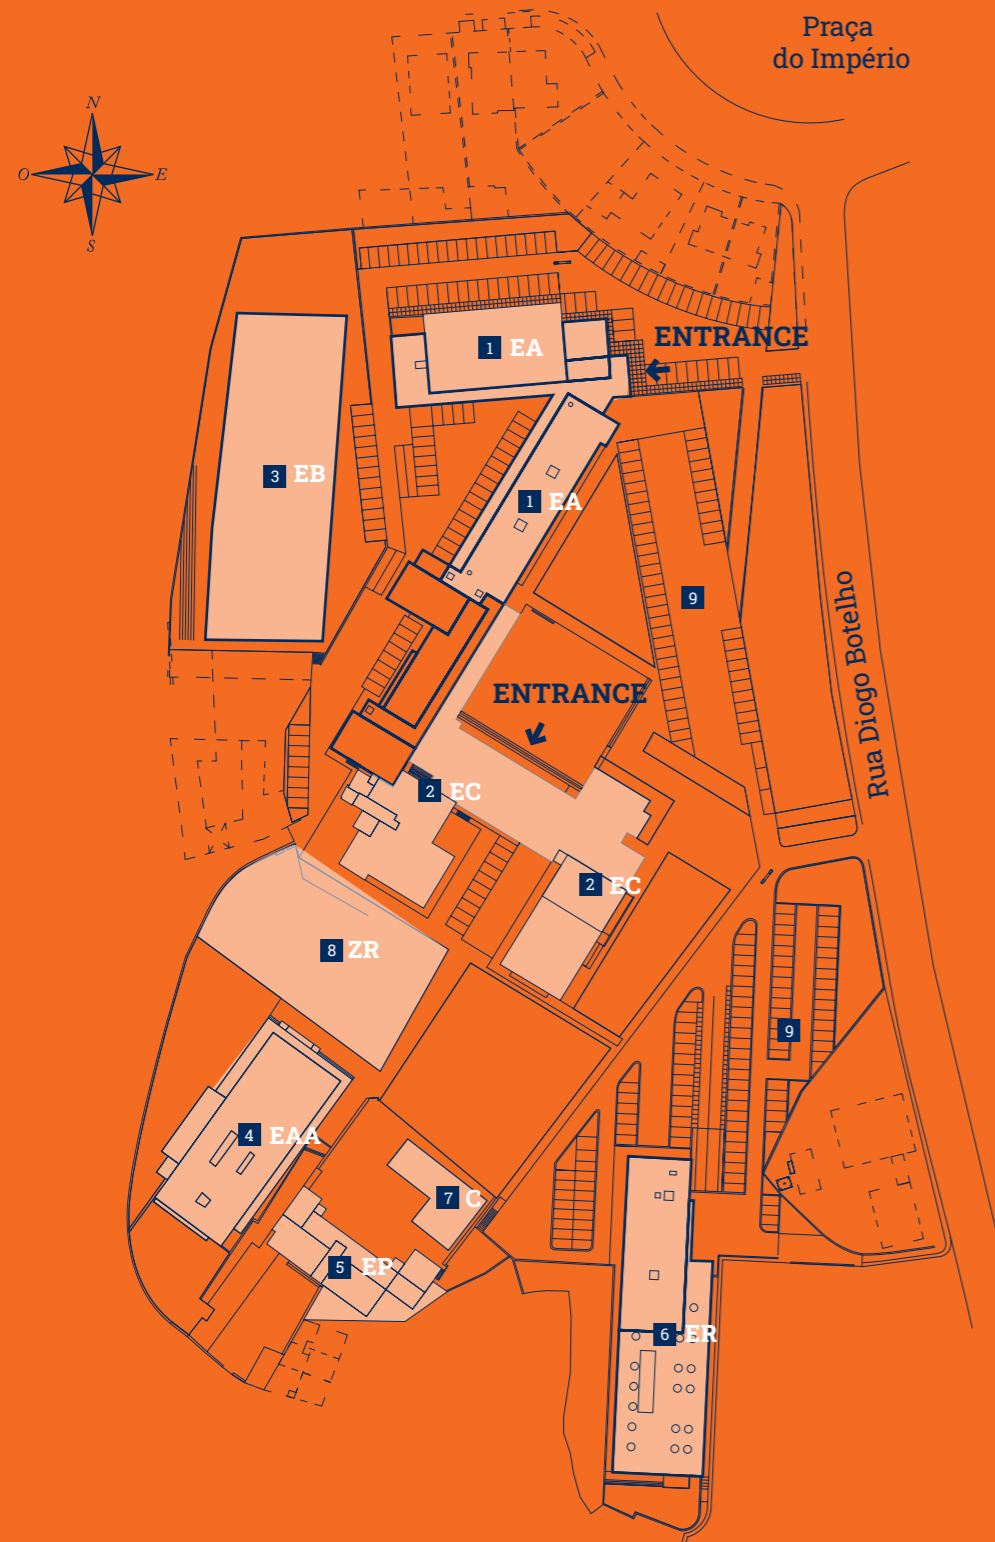 Praça
do Império
N
O E
S
ENTRANCE
1 EA
3 EB
1 EA
9
Rua Diogo Botelho
ENTRANCE
2 EC
2 EC
8 ZR
9
4 EAA
7 C
5 EP
6 ER